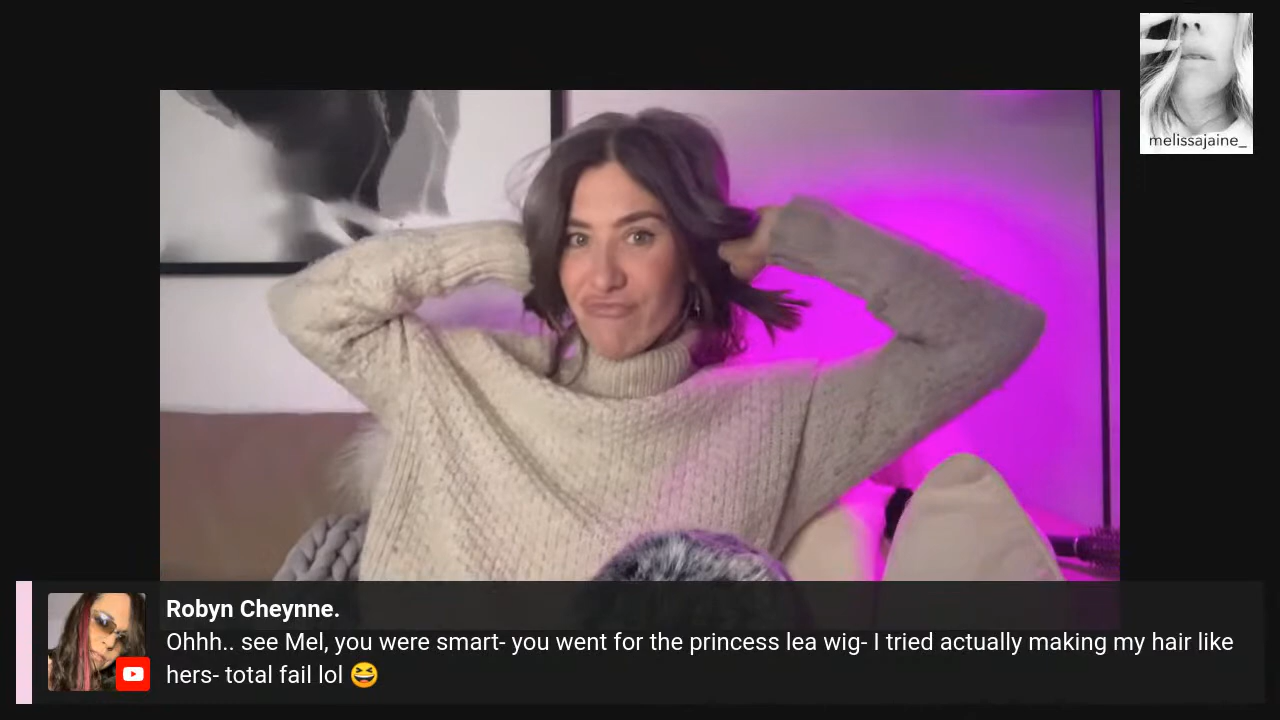 melissajaine_
Robyn Cheynne.
Ohhh.. see Mel, you were smart- you went for the princess lea wig- I tried actually making my hair like
hers- total fail lol 😆